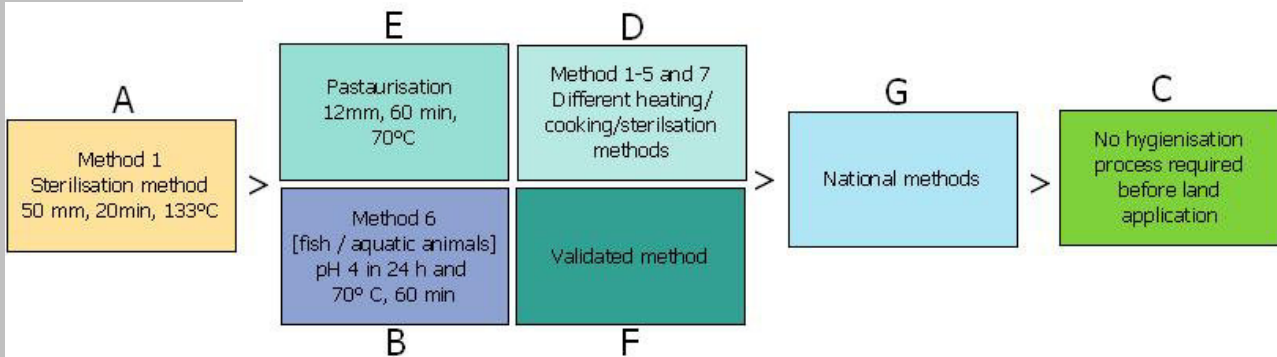 A
Method 1
Sterilisation method
50 mm, 20min, 133ºC
>
E
Pastaurisation
12mm, 60 min,
70ºC
Method 6
[fish / aquatic animals]
pH 4 in 24 h and
70º C, 60 min
B
D
Method 1-5 and 7
Different heating/
cooking/sterilsation
methods
Validated method
F
>
G
National methods
>
C
No hygienisation
process required
before land
application